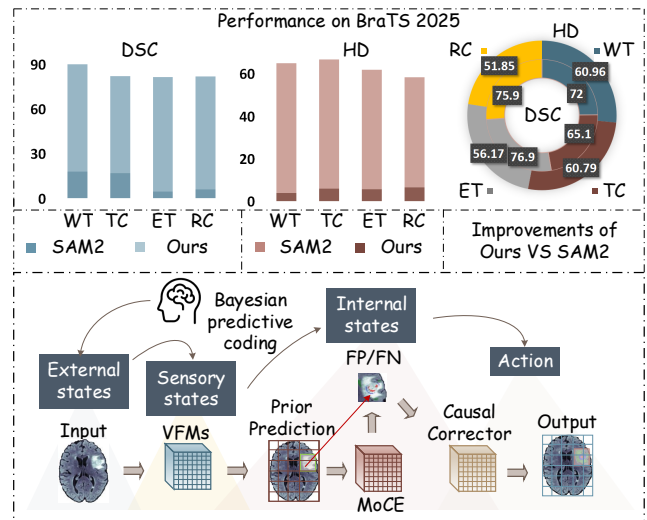 Performance on BraTS 2025
DSC
90
60
30
0
WT TC ET RC
SAM2 Ours
HD
60
40
20
0
WT TC ET RC
SAM2 Ours
HD
RC
WT
51.85
60.96
75.9
72
DSC
65.1
56.17
76.9
60.79
ET
TC
Improvements of
Ours VS SAM2
Bayesian
predictive
coding
Internal
states
External
states
Sensory
states
Action
FP/FN
Input
VFMs
Prior
Prediction
MoCE
Causal
Corrector
Output